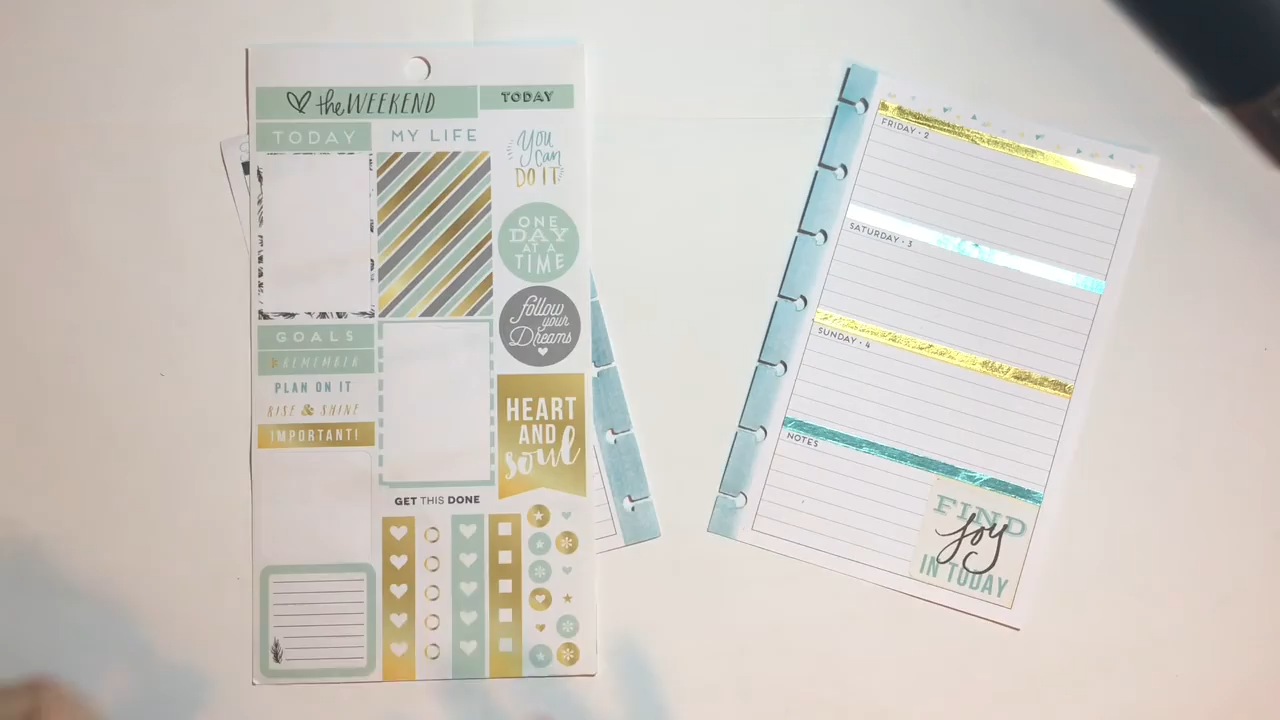 the WEEKEND
TODAY
TODAY
MY LIFE
You
can
DO IT
ONE
DAY
AT A
TIME
follow
your
Dreams
GOALS
REMEMBER
PLAN ON IT
RISE & SHINE
IMPORTANT!
HEART
AND
soul
GET THIS DONE
FRIDAY • 2
SATURDAY • 3
SUNDAY • 4
NOTES
FIND
joy
IN TODAY